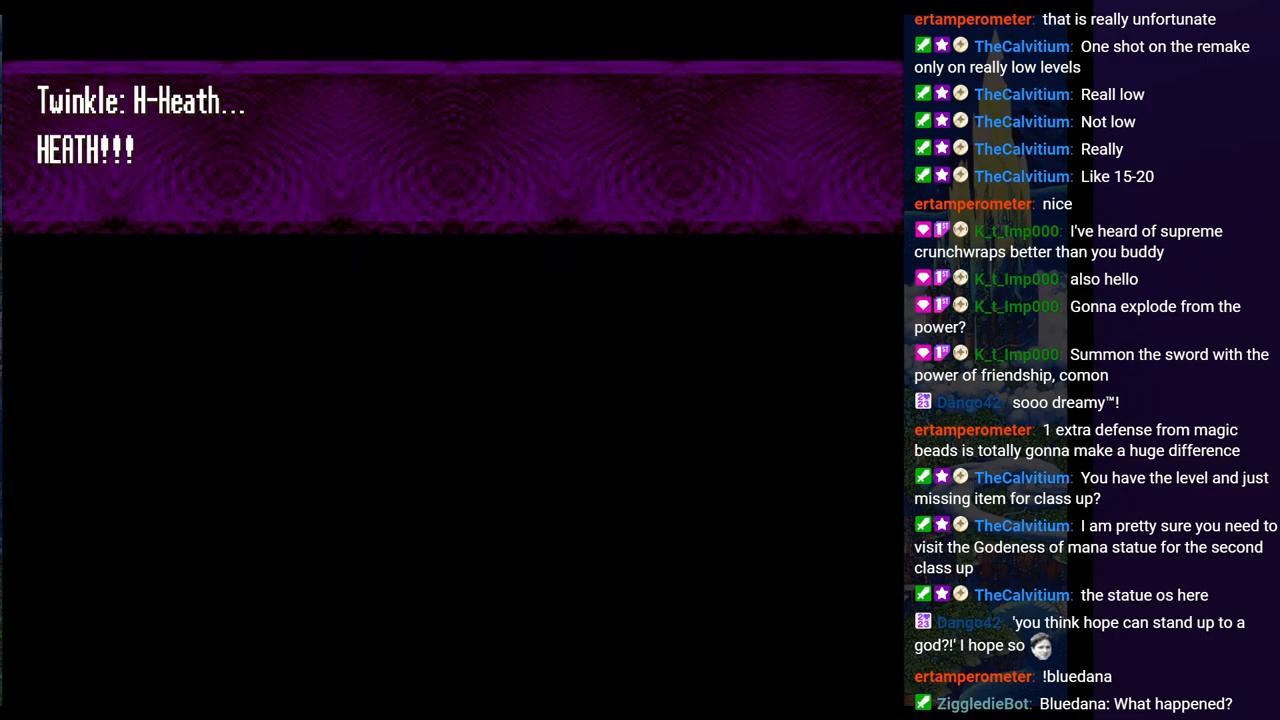 Twinkle: H-Heath...
HEATH!!!
ertamperometer: that is really unfortunate
TheCalvitium: One shot on the remake
only on really low levels
TheCalvitium: Reall low
TheCalvitium: Not low
TheCalvitium: Really
TheCalvitium: Like 15-20
ertamperometer: nice
K_t_Imp000: I've heard of supreme
crunchwraps better than you buddy
K_t_Imp000: also hello
K_t_Imp000: Gonna explode from the
power?
K_t_Imp000: Summon the sword with the
power of friendship, comon
Dango42: sooo dreamy™!
ertamperometer: 1 extra defense from magic
beads is totally gonna make a huge difference
TheCalvitium: You have the level and just
missing item for class up?
TheCalvitium: I am pretty sure you need to
visit the Godeness of mana statue for the second
class up
TheCalvitium: the statue os here
Dango42: 'you think hope can stand up to a
god?!' I hope so
ertamperometer: !bluedana
ZiggledieBot: Bluedana: What happened?